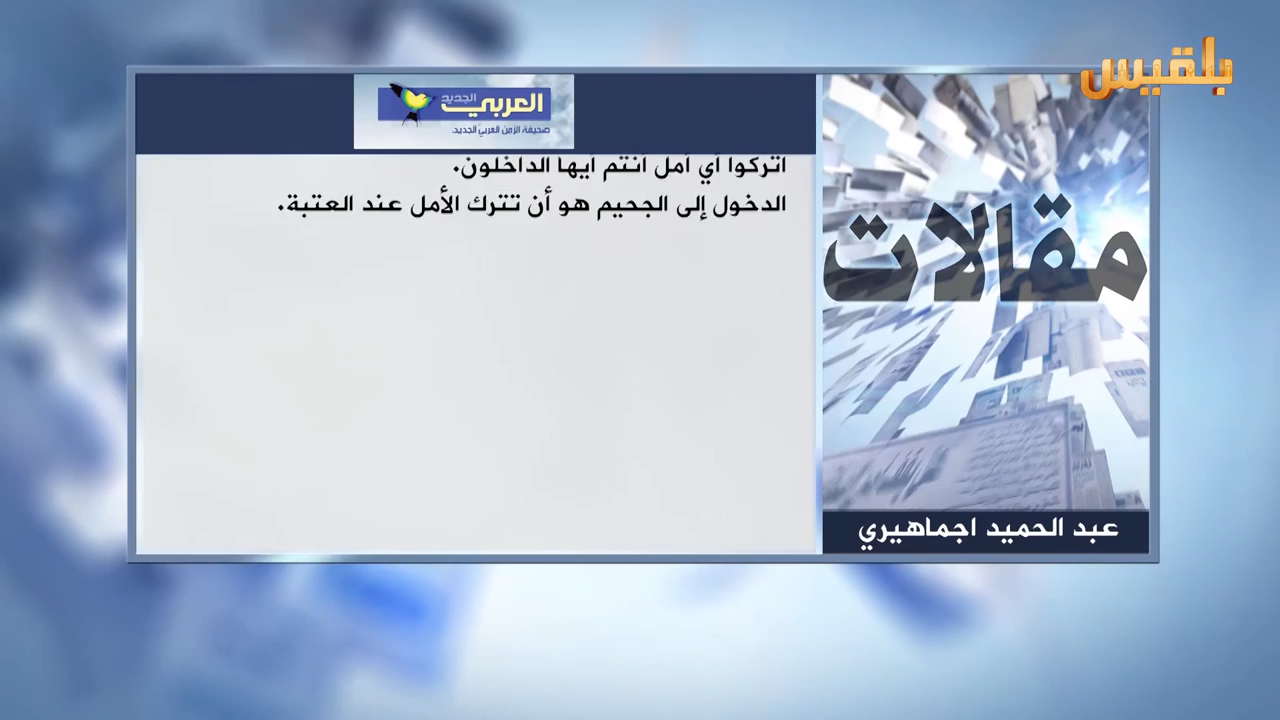 بلقيس
العربي الجديد
صحيفة الزمن العربي الجديد
اتركوا أي أمل أنتم أيها الداخلون.
الدخول إلى الجحيم هو أن تترك الأمل عند العتبة.
مقالات
عبد الحميد اجماهيري